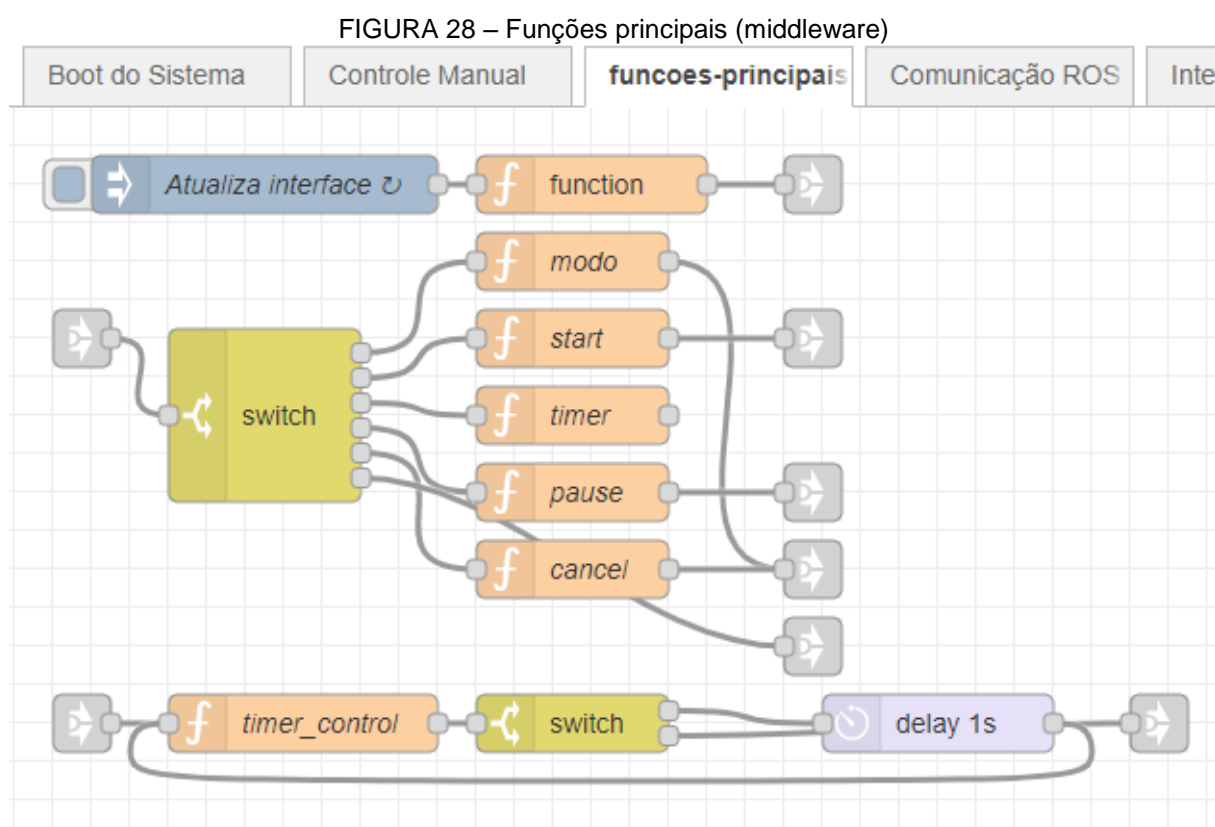 FIGURA 28 – Funções principais (middleware)
Boot do Sistema
Controle Manual
funcoes-principais
Comunicação ROS
Inte
Atualiza interface ↻
function
modo
start
switch
timer
pause
cancel
timer_control
switch
delay 1s